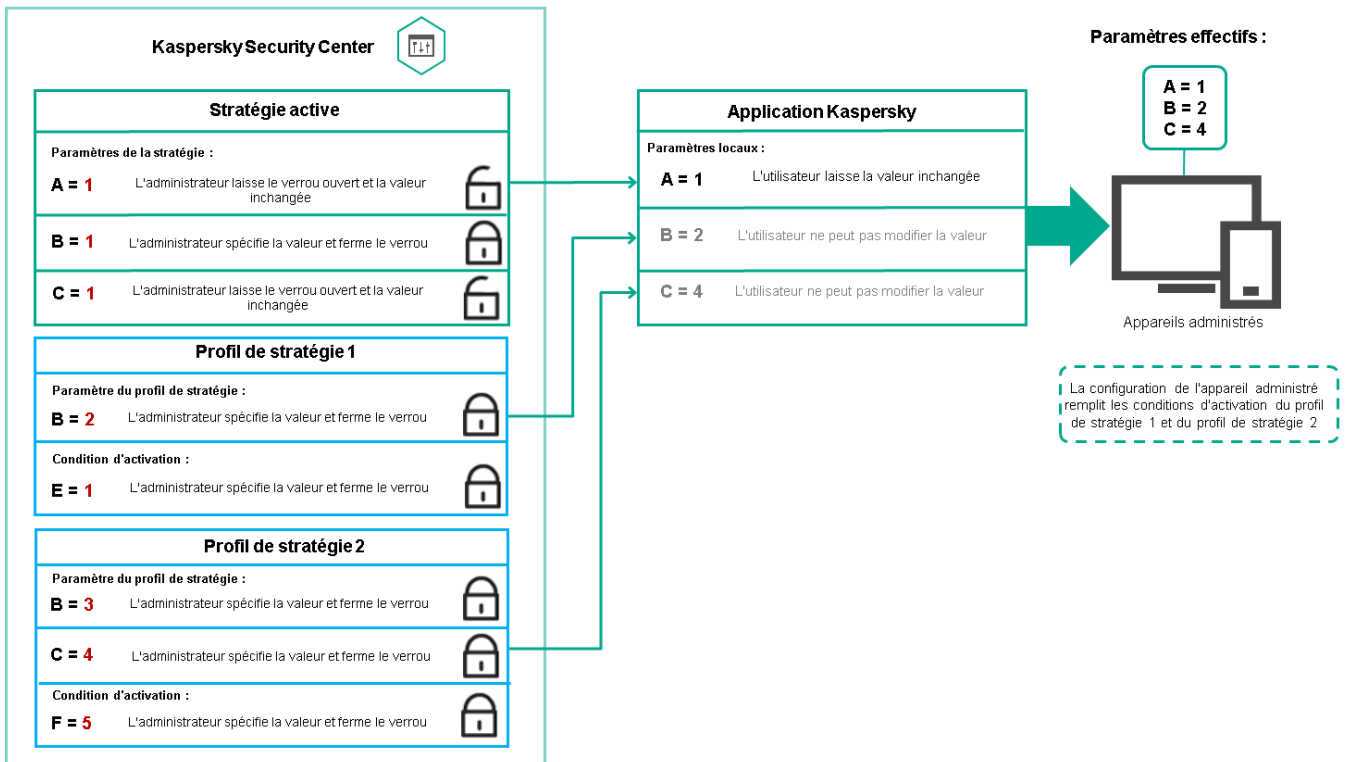 Kaspersky Security Center
Stratégie active
Paramètres de la stratégie :
A = 1
L'administrateur laisse le verrou ouvert et la valeur
inchangée
B = 1
L'administrateur spécifie la valeur et ferme le verrou
C = 1
L'administrateur laisse le verrou ouvert et la valeur
inchangée
Profil de stratégie 1
Paramètre du profil de stratégie :
B = 2
L'administrateur spécifie la valeur et ferme le verrou
Condition d'activation :
E = 1
L'administrateur spécifie la valeur et ferme le verrou
Profil de stratégie 2
Paramètre du profil de stratégie :
B = 3
L'administrateur spécifie la valeur et ferme le verrou
C = 4
L'administrateur spécifie la valeur et ferme le verrou
Condition d'activation :
F = 5
L'administrateur spécifie la valeur et ferme le verrou
Application Kaspersky
Paramètres locaux :
A = 1
L'utilisateur laisse la valeur inchangée
B = 2
L'utilisateur ne peut pas modifier la valeur
C = 4
L'utilisateur ne peut pas modifier la valeur
Paramètres effectifs :
A = 1
B = 2
C = 4
Appareils administrés
La configuration de l'appareil administré
remplit les conditions d'activation du profil
de stratégie 1 et du profil de stratégie 2